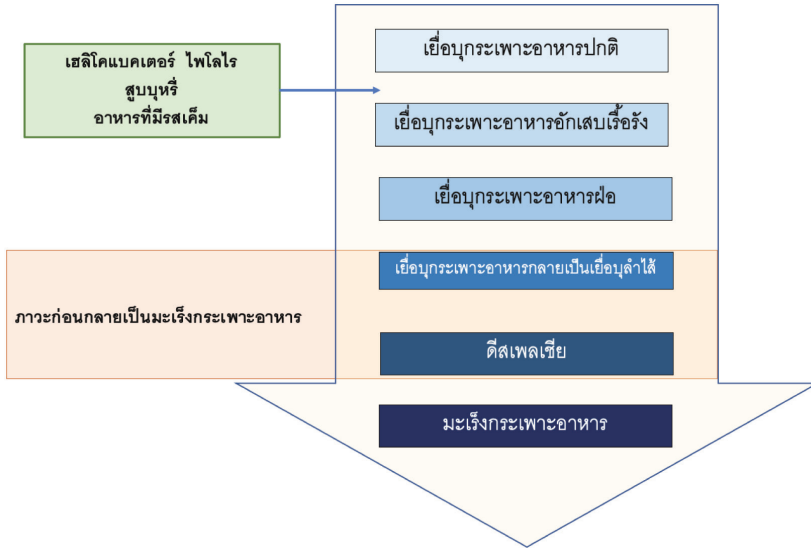 เยื่อบุกระเพาะอาหารปกติ
เฮลิโคแบคเตอร์ ไพโลไร
สูบบุหรี่
อาหารที่มีรสเค็ม
เยื่อบุกระเพาะอาหารอักเสบเรื้อรัง
เยื่อบุกระเพาะอาหารฝ่อ
เยื่อบุกระเพาะอาหารกลายเป็นเยื่อบุลำไส้
ภาวะก่อนกลายเป็นมะเร็งกระเพาะอาหาร
ดีสเพลเซีย
มะเร็งกระเพาะอาหาร